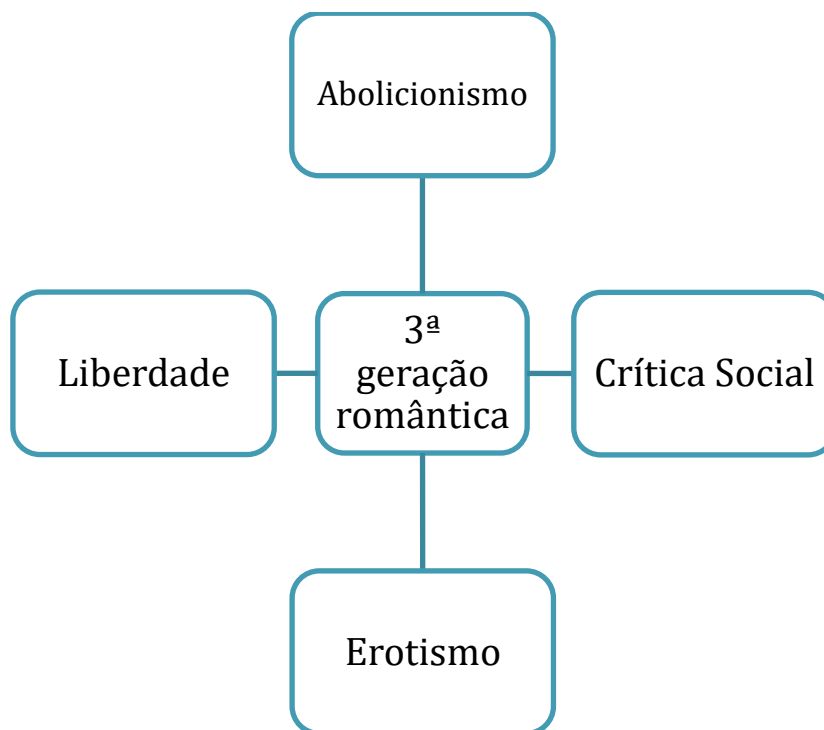 Abolicionismo
Liberdade
3ª
geração
romântica
Crítica Social
Erotismo